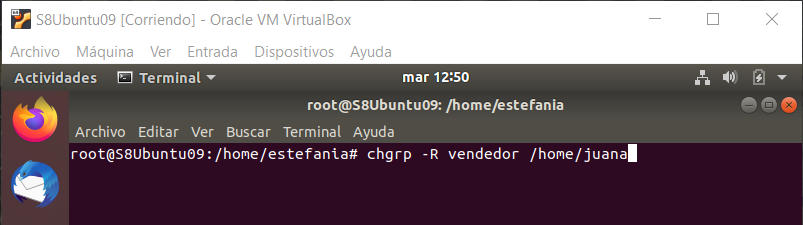 S8Ubuntu09 [Corriendo] - Oracle VM VirtualBox
Archivo Máquina Ver Entrada Dispositivos Ayuda
Actividades Terminal mar 12:50
root@S8Ubuntu09: /home/estefania
Archivo Editar Ver Buscar Terminal Ayuda
root@S8Ubuntu09:/home/estefania# chgrp -R vendedor /home/juana